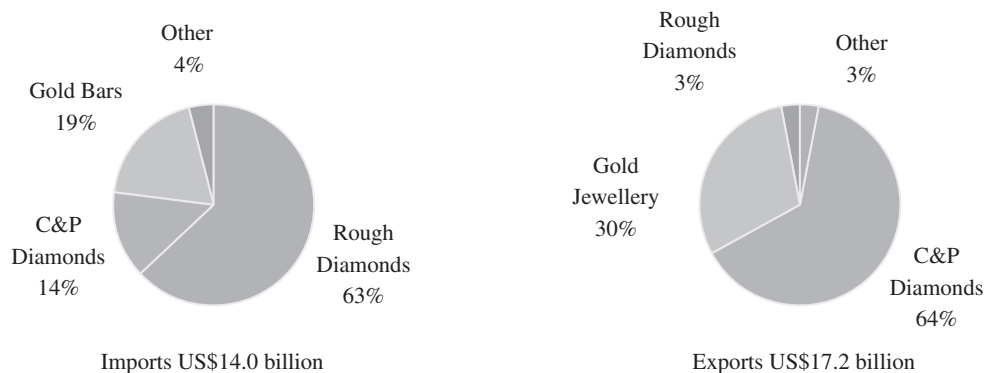 Other
4%
Gold Bars
19%
C&P
Diamonds
14%
Rough
Diamonds
63%
Imports US$14.0 billion
Rough
Diamonds
3%
Other
3%
Gold
Jewellery
30%
C&P
Diamonds
64%
Exports US$17.2 billion